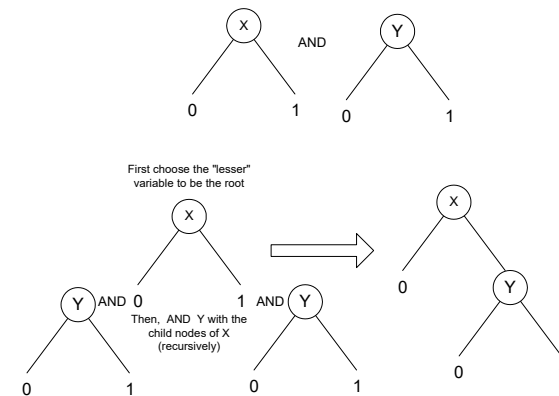 X AND Y
0 1 0 1
First choose the "lesser"
variable to be the root
X
X
Y AND 0 1 AND Y
0
Y
Then, AND Y with the
child nodes of X
(recursively)
0 1 0 1
0